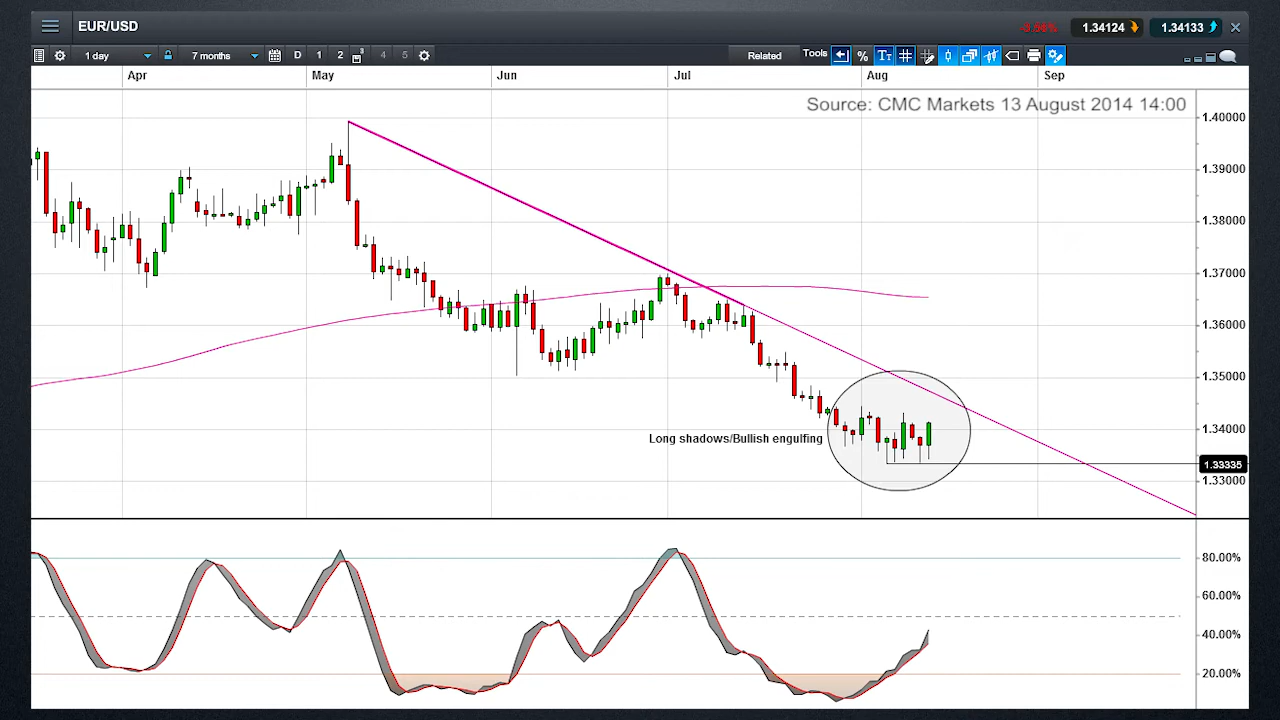 EUR/USD
-0.66% 1.34124 1.34133
1 day 7 months D 1 2 3 4 5 Related Tools % TT
Apr May Jun Jul Aug Sep
Source: CMC Markets 13 August 2014 14:00
1.40000
1.39000
1.38000
1.37000
1.36000
1.35000
1.34000
Long shadows/Bullish engulfing
1.33335
1.33000
80.00%
60.00%
40.00%
20.00%